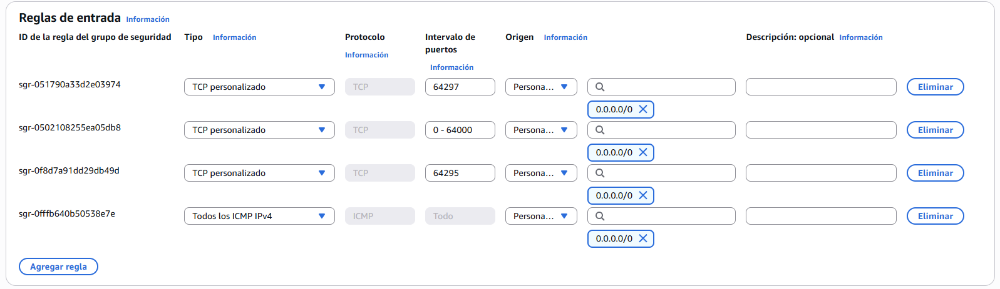 Reglas de entrada Información
ID de la regla del grupo de seguridad Tipo Información Protocolo Información Intervalo de puertos Información Origen Información Descripción: opcional Información
sgr-051790a33d2e03974 TCP personalizado TCP 64297 Persona... Eliminar
0.0.0.0/0
sgr-0502108255ea05db8 TCP personalizado TCP 0 - 64000 Persona... Eliminar
0.0.0.0/0
sgr-0f8d7a91dd29db49d TCP personalizado TCP 64295 Persona... Eliminar
0.0.0.0/0
sgr-0fffb640b50538e7e Todos los ICMP IPv4 ICMP Todo Persona... Eliminar
0.0.0.0/0
Agregar regla